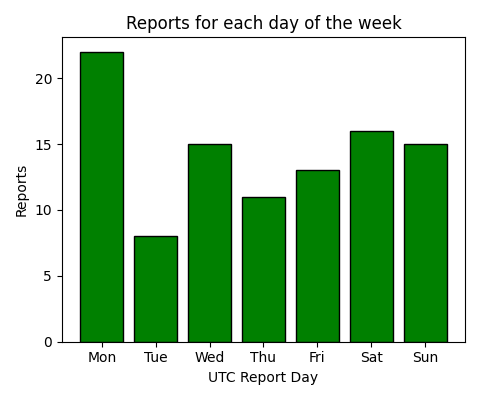 Reports for each day of the week
Reports
20
15
10
5
0
Mon Tue Wed Thu Fri Sat Sun
UTC Report Day